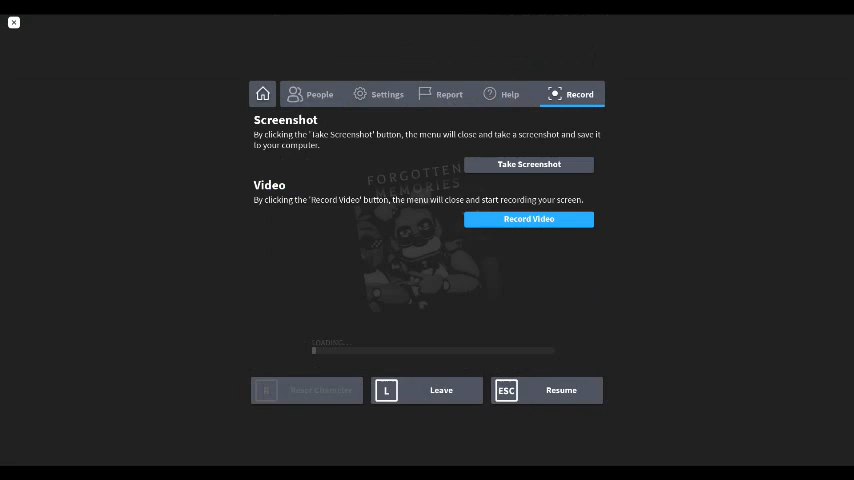 People Settings Report Help Record
Screenshot
By clicking the 'Take Screenshot' button, the menu will close and take a screenshot and save it
to your computer.
Take Screenshot
FORGOTTEN
MEMORIES
Video
By clicking the 'Record Video' button, the menu will close and start recording your screen.
Record Video
LOADING...
R Reset Character L Leave ESC Resume